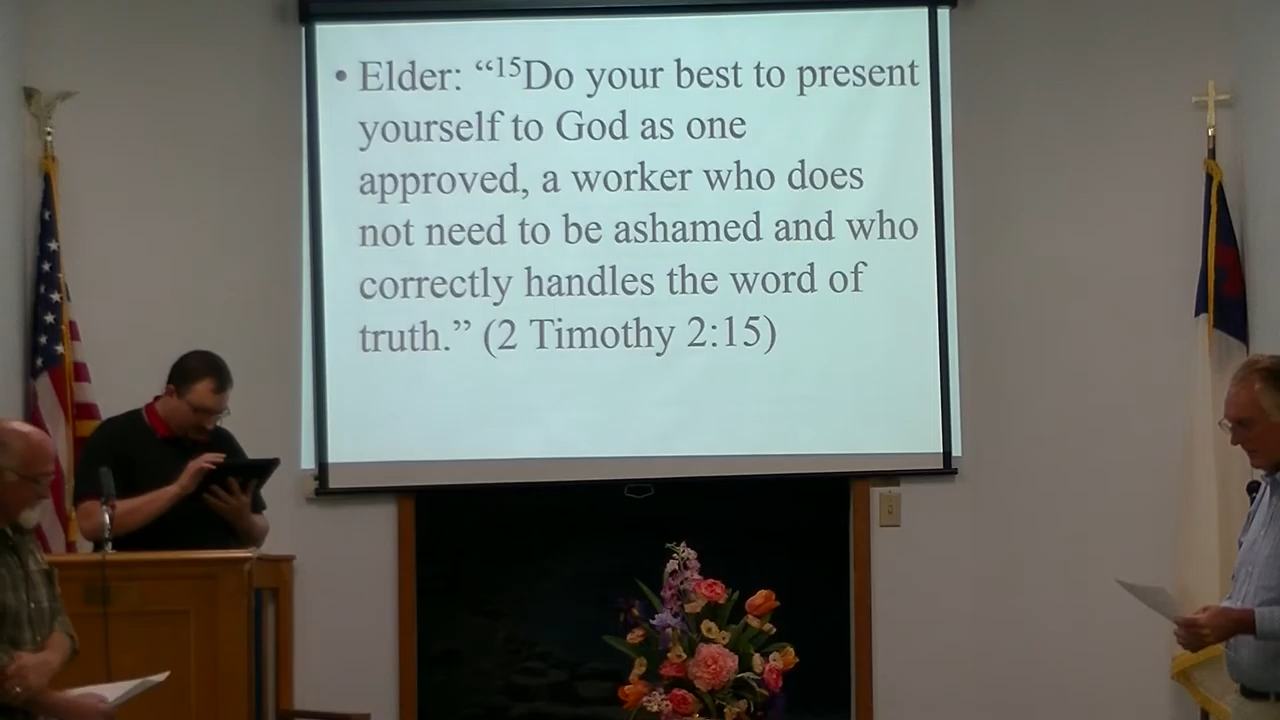 • Elder: “¹⁵Do your best to present
yourself to God as one
approved, a worker who does
not need to be ashamed and who
correctly handles the word of
truth.” (2 Timothy 2:15)